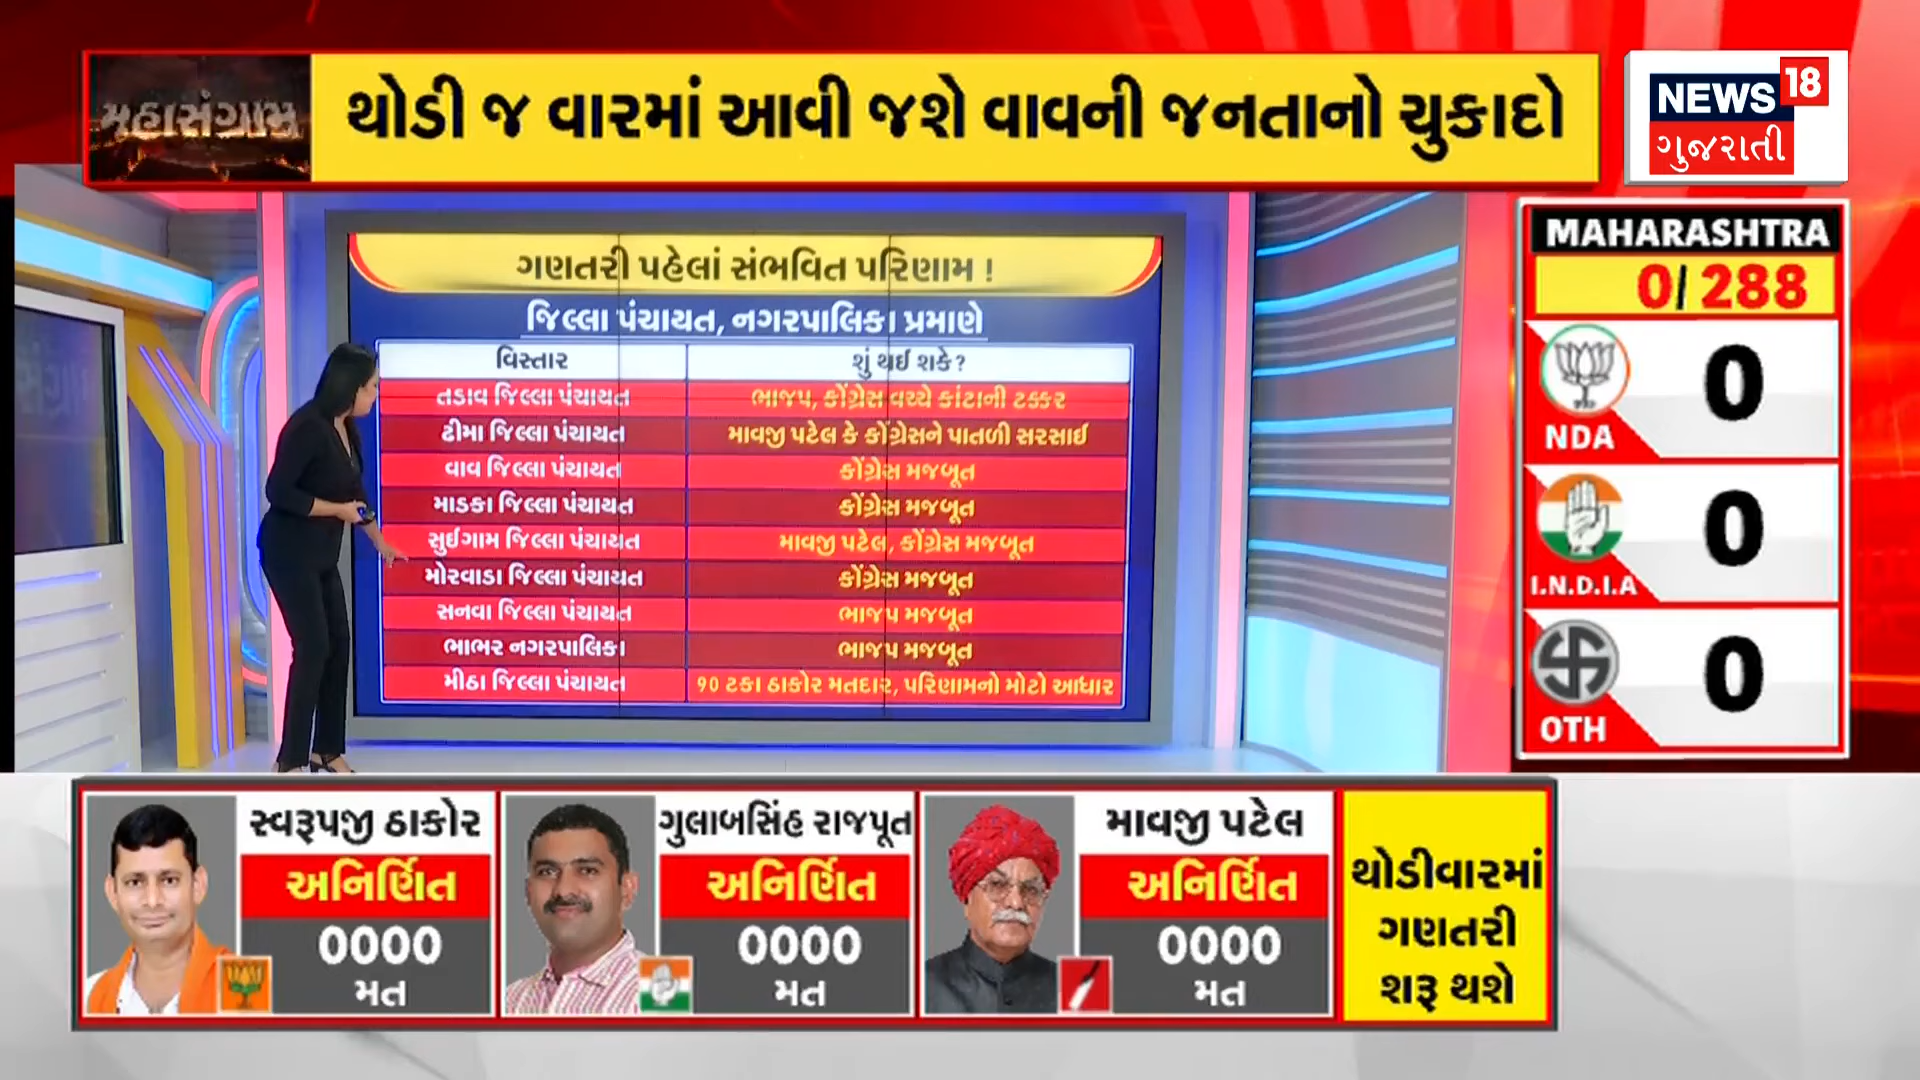 મહાસંગ્રામ
થોડી જ વારમાં આવી જશે વાવની જનતાનો ચુકાદો
NEWS 18
ગુજરાતી
ગણતરી પહેલાં સંભવિત પરિણામ !
જિલ્લા પંચાયત, નગરપાલિકા પ્રમાણે
વિસ્તાર શું થઈ શકે?
તડાવ જિલ્લા પંચાયત ભાજપ, કોંગ્રેસ વચ્ચે કાંટાની ટક્કર
ઢીમા જિલ્લા પંચાયત માવજી પટેલ કે કોંગ્રેસને પાતળી સરસાઈ
વાવ જિલ્લા પંચાયત કોંગ્રેસ મજબૂત
માડકા જિલ્લા પંચાયત કોંગ્રેસ મજબૂત
સુઈગામ જિલ્લા પંચાયત માવજી પટેલ, કોંગ્રેસ મજબૂત
મોરવાડા જિલ્લા પંચાયત કોંગ્રેસ મજબૂત
સનવા જિલ્લા પંચાયત ભાજપ મજબૂત
ભાભર નગરપાલિકા ભાજપ મજબૂત
મીઠા જિલ્લા પંચાયત 90 ટકા ઠાકોર મતદાર, પરિણામનો મોટો આધાર
MAHARASHTRA
0/ 288
NDA 0
I.N.D.I.A 0
OTH 0
સ્વરૂપજી ઠાકોર
અનિર્ણિત
0000
મત
ગુલાબસિંહ રાજપૂત
અનિર્ણિત
0000
મત
માવજી પટેલ
અનિર્ણિત
0000
મત
થોડીવારમાં
ગણતરી
શરૂ થશે